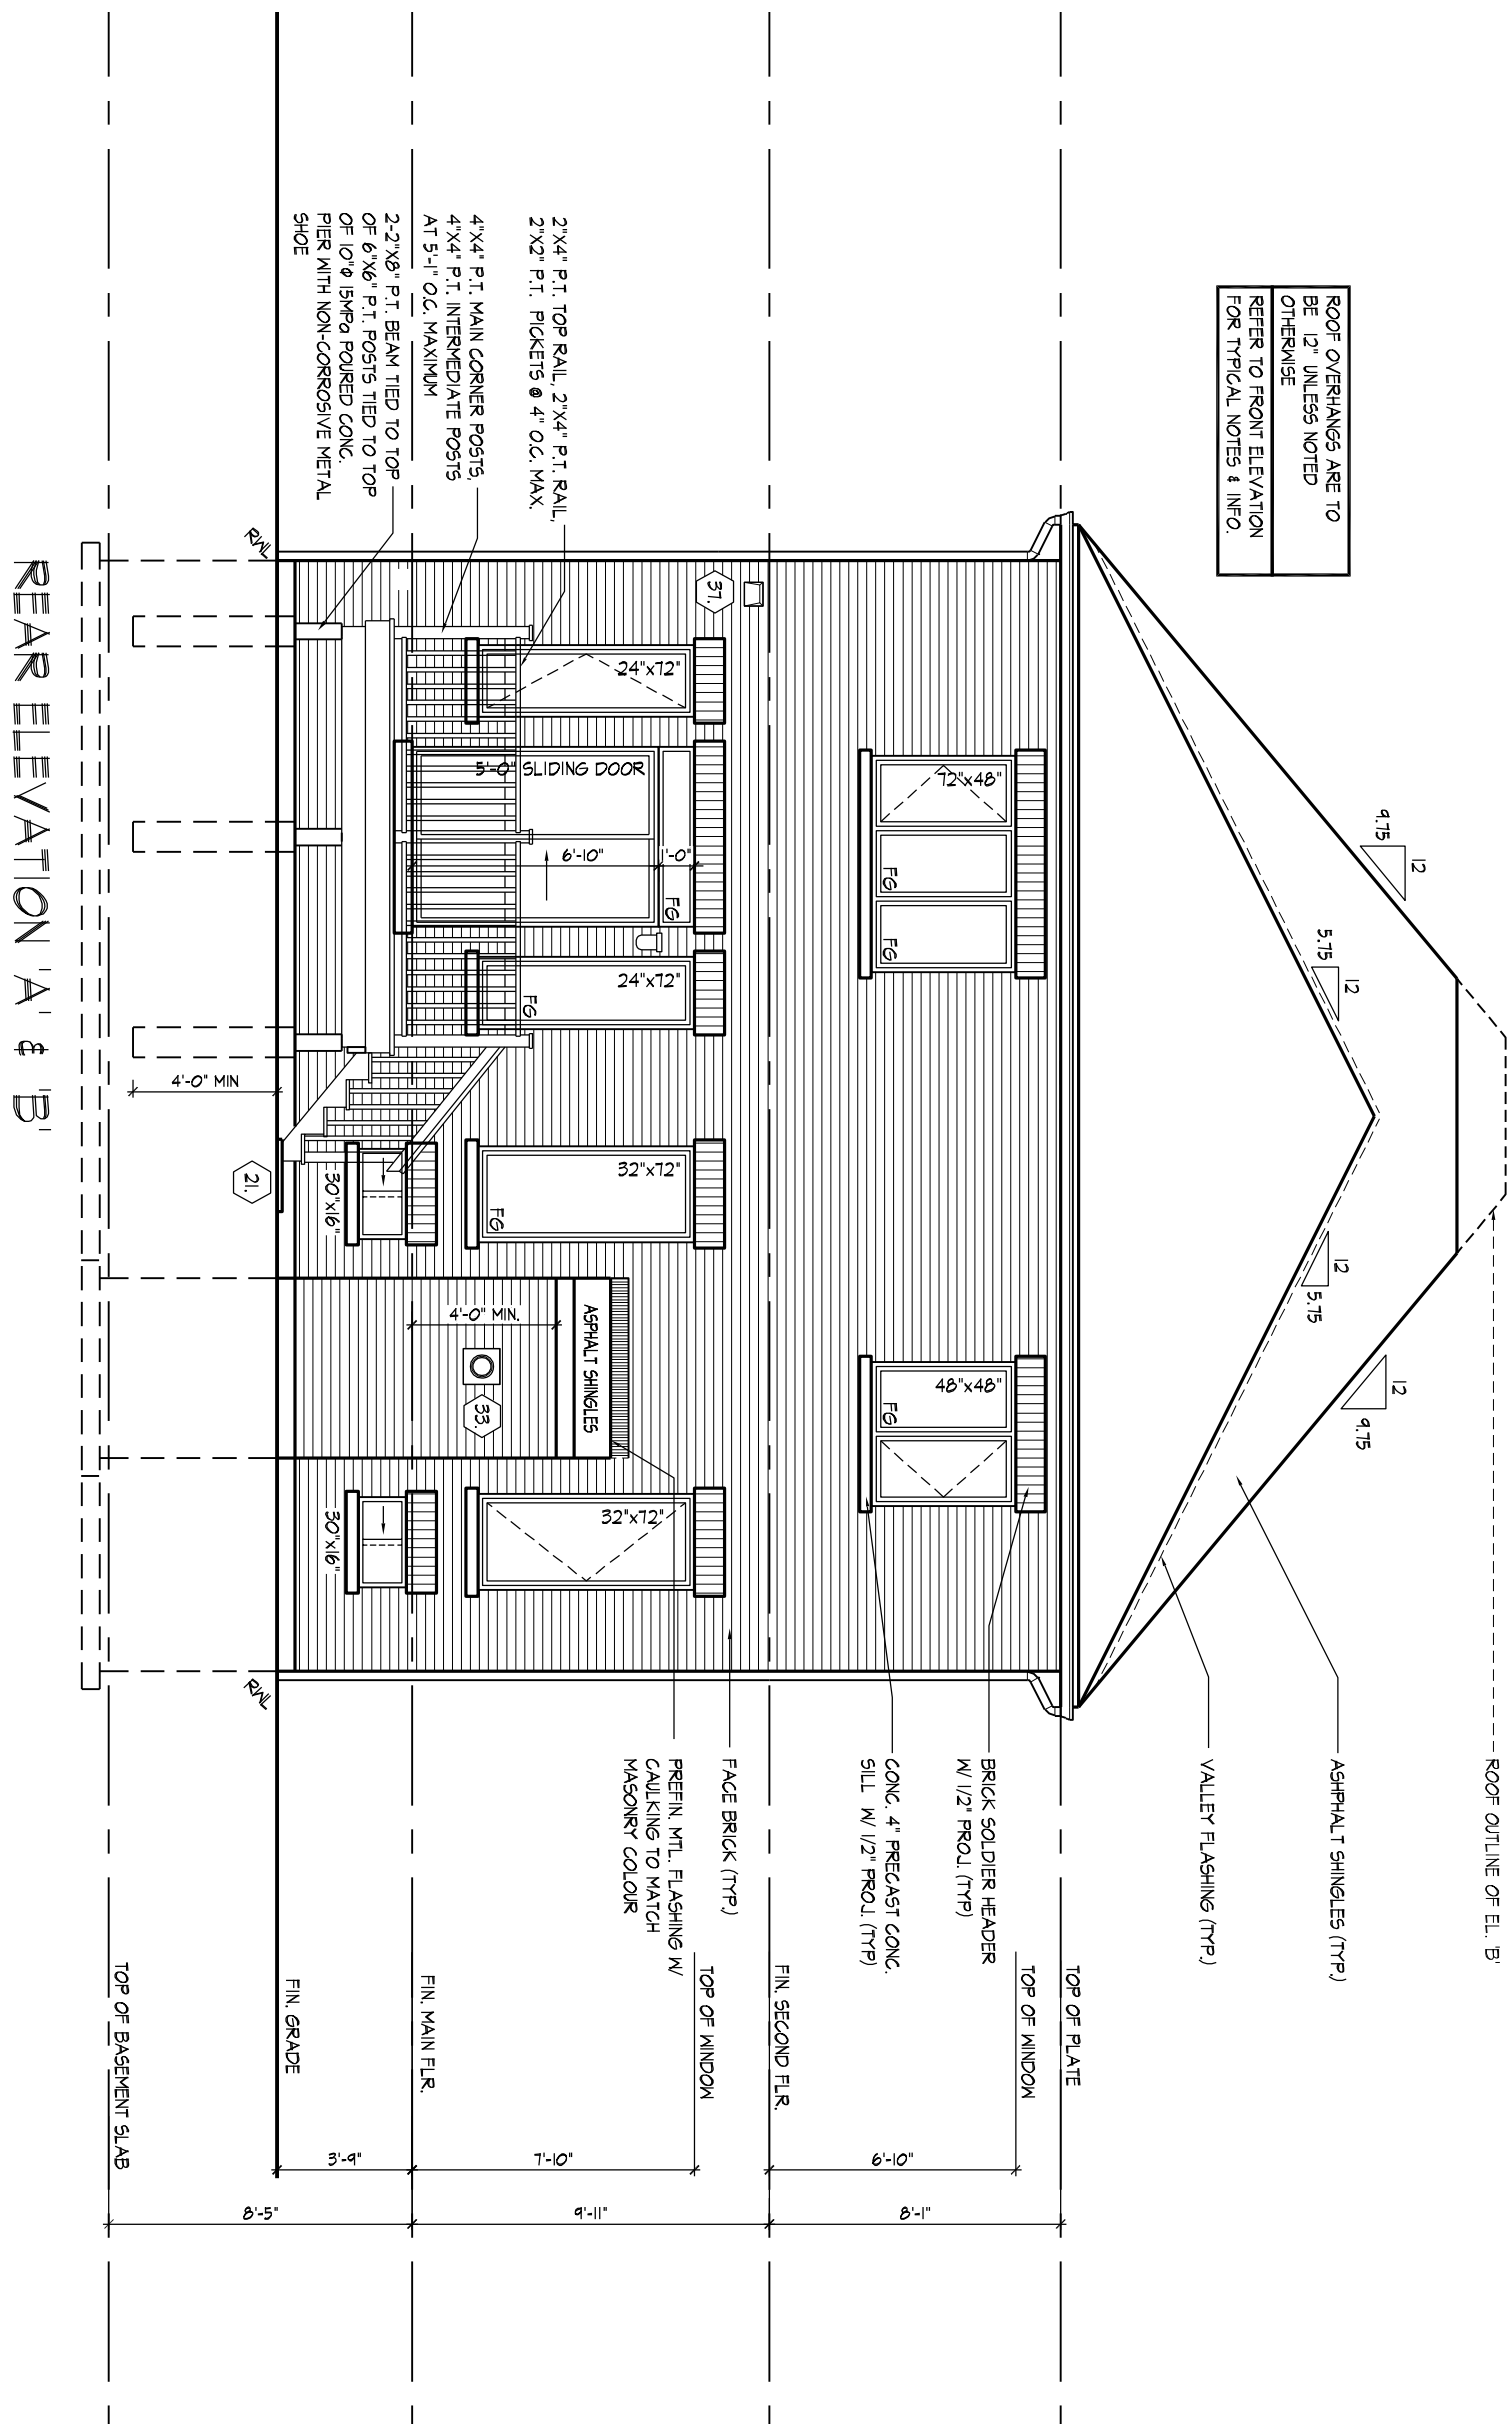 ROOF OVERHANGS ARE TO
BE 12" UNLESS NOTED
OTHERWISE
REFER TO FRONT ELEVATION
FOR TYPICAL NOTES & INFO.
12
9.75
12
5.75
12
5.75
12
9.75
ROOF OUTLINE OF EL. 'B'
ASHPHALT SHINGLES (TYP.)
VALLEY FLASHING (TYP.)
TOP OF PLATE
TOP OF WINDOW
BRICK SOLDIER HEADER
W/ 1/2" PROJ. (TYP)
CONC. 4" PRECAST CONC.
SILL W/ 1/2" PROJ. (TYP)
72"x48"
FG
FG
48"x48"
FG
6'-10"
8'-1"
FIN. SECOND FLR.
TOP OF WINDOW
FACE BRICK (TYP.)
PREFIN. MTL. FLASHING W/
CAULKING TO MATCH
MASONRY COLOUR
37.
24"x72"
5'-0" SLIDING DOOR
6'-10"
1'-0"
FG
24"x72"
FG
32"x72"
FG
ASPHALT SHINGLES
4'-0" MIN.
33.
32"x72"
7'-10"
9'-11"
2"X4" P.T. TOP RAIL, 2"X4" P.T. RAIL,
2"X2" P.T. PICKETS @ 4" O.C. MAX.
4"X4" P.T. MAIN CORNER POSTS,
4"X4" P.T. INTERMEDIATE POSTS
AT 5'-1" O.C. MAXIMUM
2-2"X8" P.T. BEAM TIED TO TOP
OF 6"X6" P.T. POSTS TIED TO TOP
OF 10"Ø 15MPa POURED CONC.
PIER WITH NON-CORROSIVE METAL
SHOE
FIN. MAIN FLR.
30"x16"
30"x16"
3'-9"
8'-5"
FIN. GRADE
RWL
RWL
21.
4'-0" MIN
TOP OF BASEMENT SLAB
REAR ELEVATION 'A' & 'B'